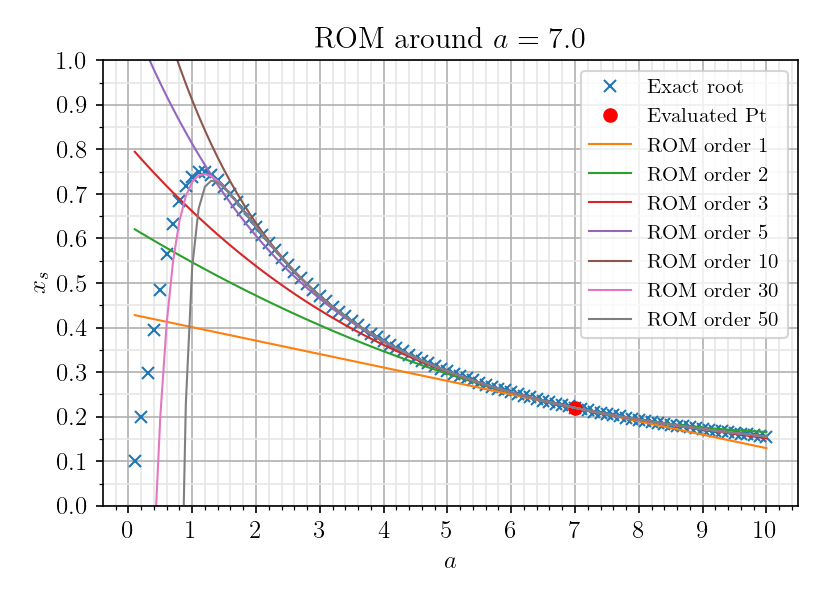 ROM around a = 7.0
1.0
0.9
0.8
0.7
0.6
0.5
0.4
0.3
0.2
0.1
0.0
x_s
Exact root
Evaluated Pt
ROM order 1
ROM order 2
ROM order 3
ROM order 5
ROM order 10
ROM order 30
ROM order 50
0 1 2 3 4 5 6 7 8 9 10
a